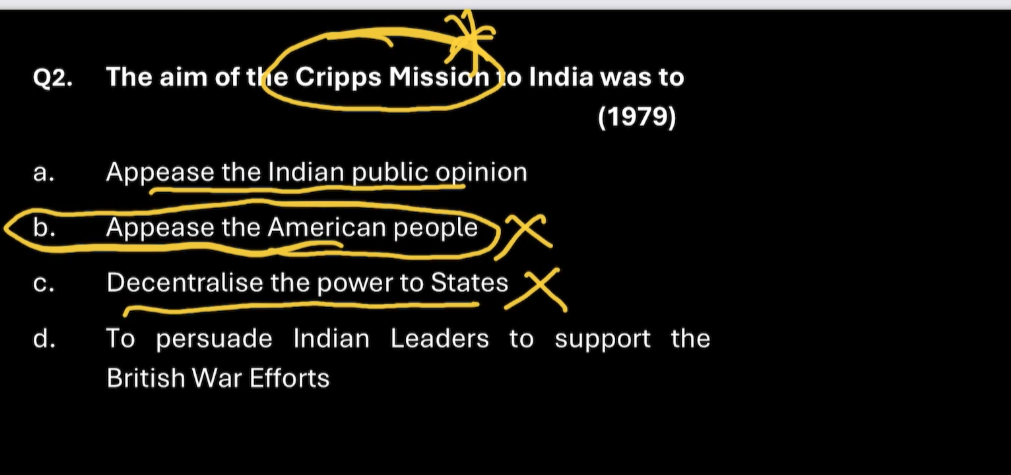 Q2. The aim of the Cripps Mission to India was to
(1979)
a. Appease the Indian public opinion
b. Appease the American people
c. Decentralise the power to States
d. To persuade Indian Leaders to support the
British War Efforts